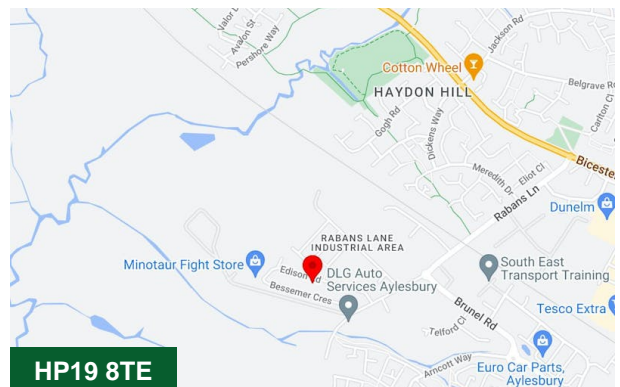 Valor L
Avalon St
Pershore Way
Jackson Rd
Cotton Wheel
HAYDON HILL
Belgrave Rd
Carlton Cl
Gogh Rd
Dickens Way
Bicester
Meredith Dr
Eliot Cl
Rabans Ln
Dunelm
RABANS LANE
INDUSTRIAL AREA
South East
Transport Training
Minotaur Fight Store
Edison Rd
DLG Auto
Services Aylesbury
Bessemer Cres
Brunel Rd
Tesco Extra
Telford Cl
Arncott Way
Euro Car Parts,
Aylesbury
HP19 8TE